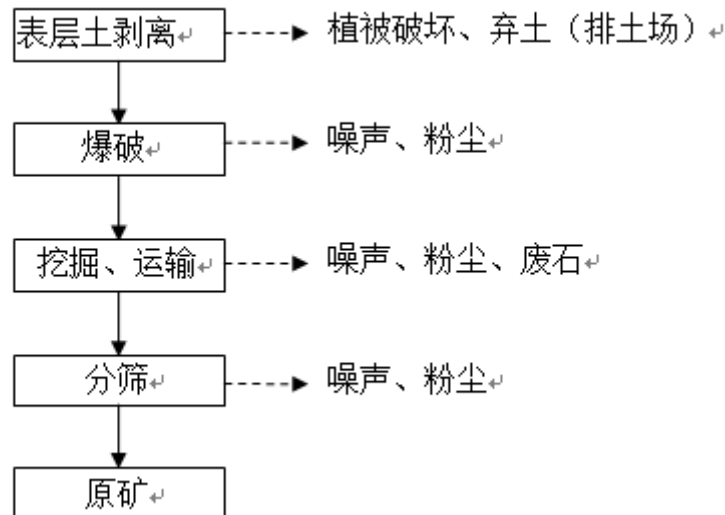 表层土剥离 植被破坏、弃土（排土场）
爆破 噪声、粉尘
挖掘、运输 噪声、粉尘、废石
分筛 噪声、粉尘
原矿